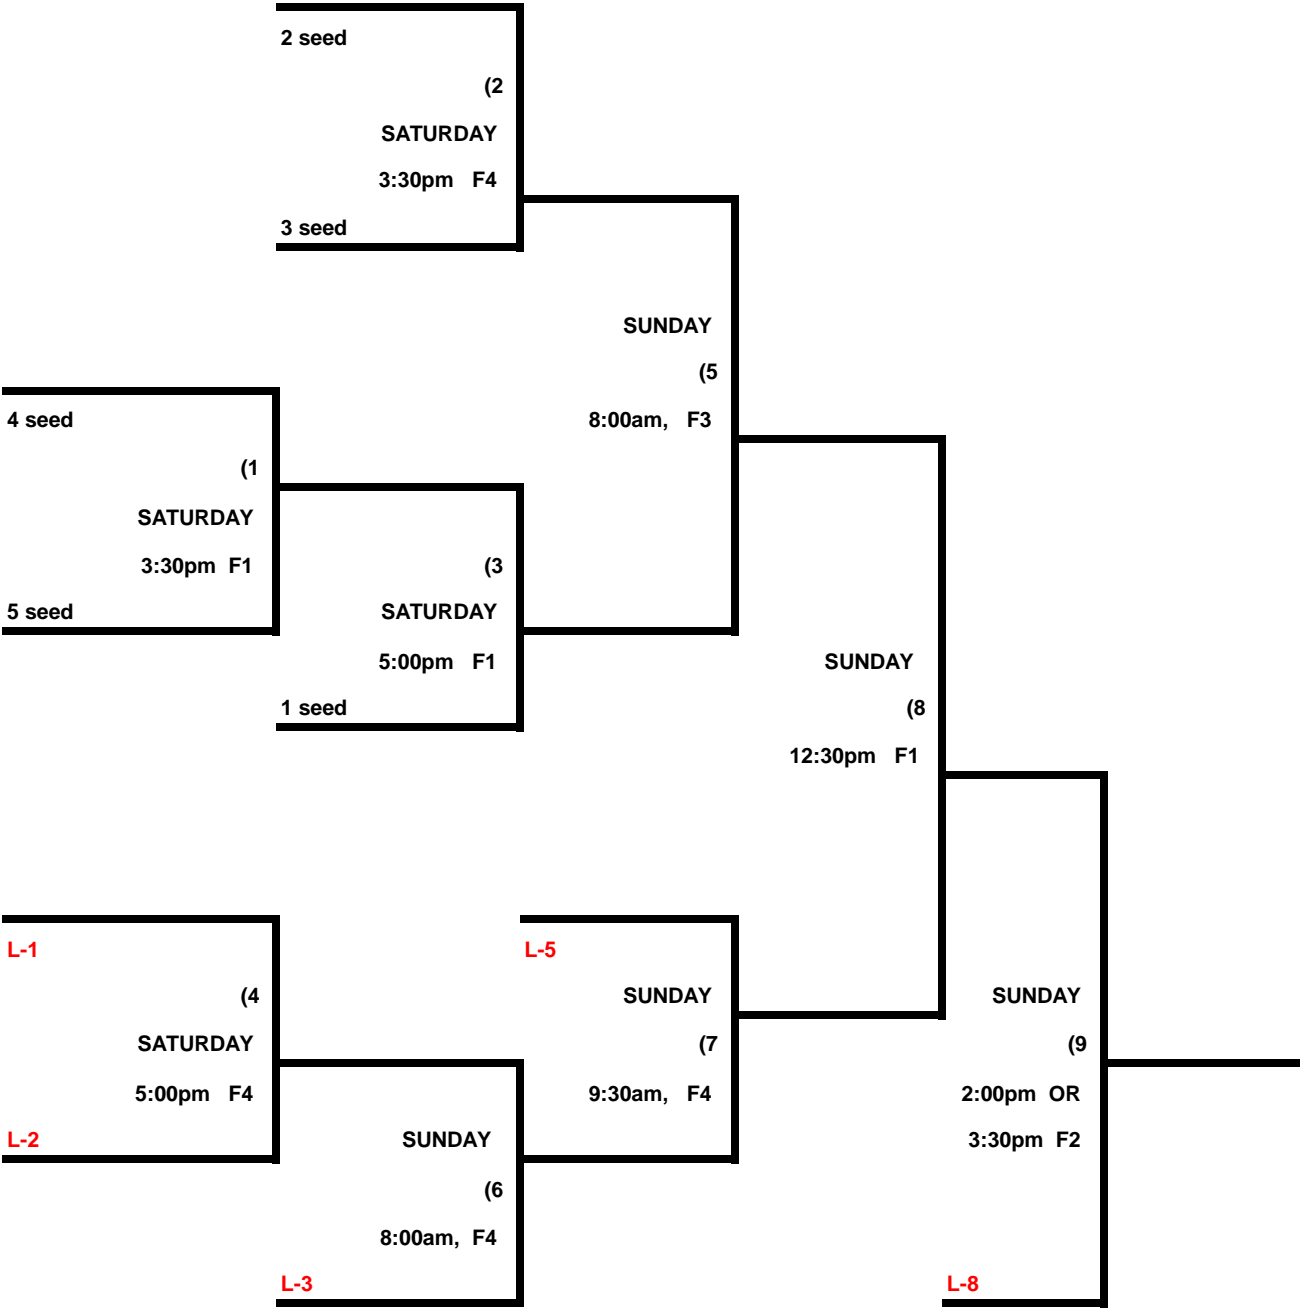 2 seed
(2
SATURDAY
3:30pm F4
3 seed
SUNDAY
(5
8:00am, F3
4 seed
(1
SATURDAY
3:30pm F1
5 seed
(3
SATURDAY
5:00pm F1
1 seed
SUNDAY
(8
12:30pm F1
L-1
(4
SATURDAY
5:00pm F4
L-2
SUNDAY
(6
8:00am, F4
L-3
L-5
SUNDAY
(7
9:30am, F4
SUNDAY
(9
2:00pm OR
3:30pm F2
L-8